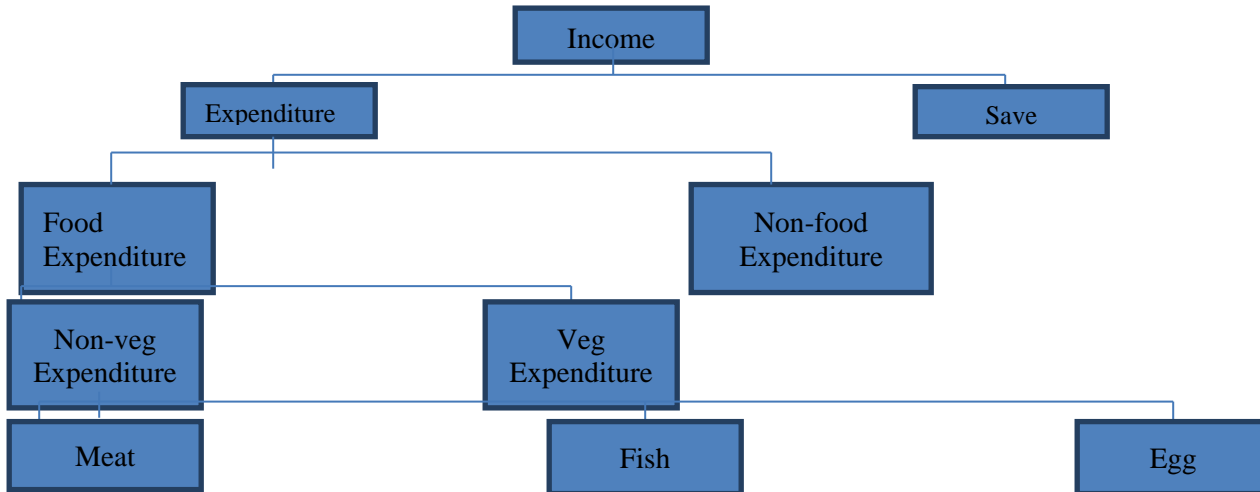 Income
Expenditure
Save
Food
Expenditure
Non-food
Expenditure
Non-veg
Expenditure
Veg
Expenditure
Meat
Fish
Egg